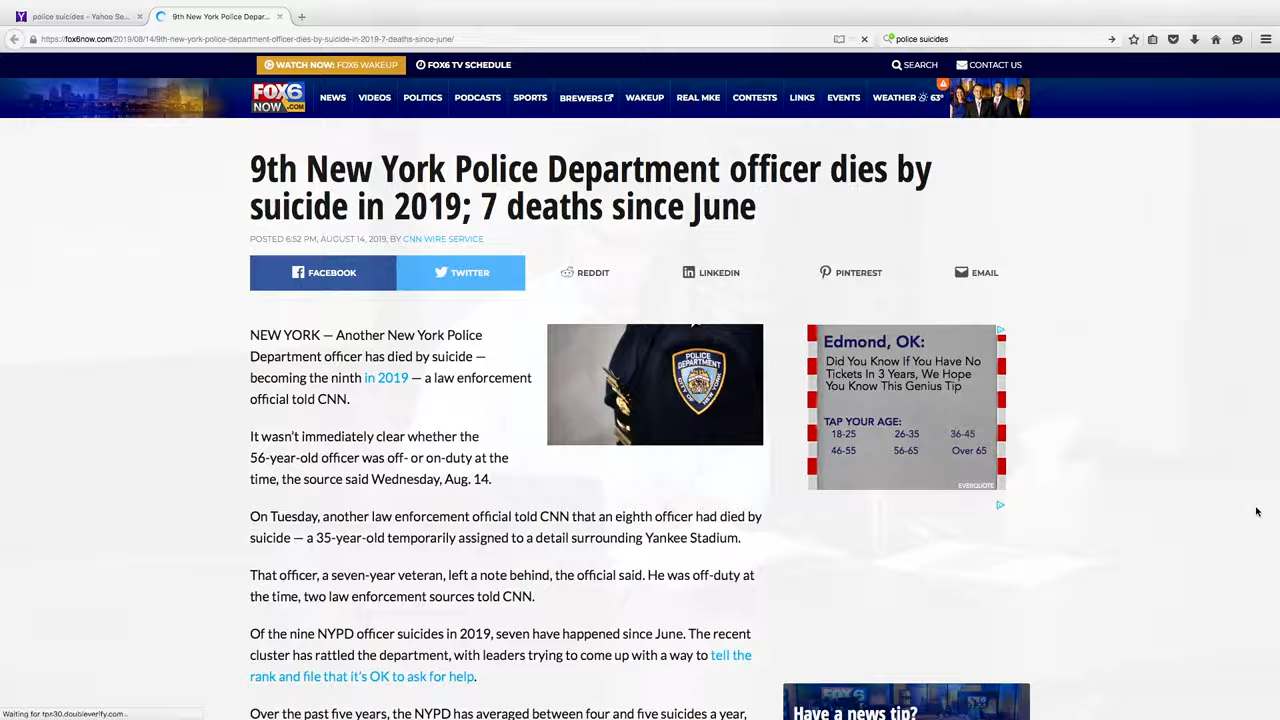 police suicides - Yahoo Se...
9th New York Police Depar...
https://fox6now.com/2019/08/14/9th-new-york-police-department-officer-dies-by-suicide-in-2019-7-deaths-since-june/
police suicides
WATCH NOW: FOX6 WAKEUP
FOX6 TV SCHEDULE
SEARCH
CONTACT US
FOX6 NOW.COM
NEWS VIDEOS POLITICS PODCASTS SPORTS BREWERS WAKEUP REAL MKE CONTESTS LINKS EVENTS WEATHER 63°
9th New York Police Department officer dies by
suicide in 2019; 7 deaths since June
POSTED 6:52 PM, AUGUST 14, 2019, BY CNN WIRE SERVICE
FACEBOOK TWITTER REDDIT LINKEDIN PINTEREST EMAIL
NEW YORK — Another New York Police
Department officer has died by suicide —
becoming the ninth in 2019 — a law enforcement
official told CNN.
It wasn't immediately clear whether the
56-year-old officer was off- or on-duty at the
time, the source said Wednesday, Aug. 14.
On Tuesday, another law enforcement official told CNN that an eighth officer had died by
suicide — a 35-year-old temporarily assigned to a detail surrounding Yankee Stadium.
That officer, a seven-year veteran, left a note behind, the official said. He was off-duty at
the time, two law enforcement sources told CNN.
Of the nine NYPD officer suicides in 2019, seven have happened since June. The recent
cluster has rattled the department, with leaders trying to come up with a way to tell the
rank and file that it's OK to ask for help.
Over the past five years, the NYPD has averaged between four and five suicides a year,
POLICE
DEPARTMENT
CITY OF
NEW YORK
Edmond, OK:
Did You Know If You Have No
Tickets In 3 Years, We Hope
You Know This Genius Tip
TAP YOUR AGE:
18-25 26-35 36-45
46-55 56-65 Over 65
EVERQUOTE
FOX6
Have a news tip?
Waiting for tps30.doubleverify.com...